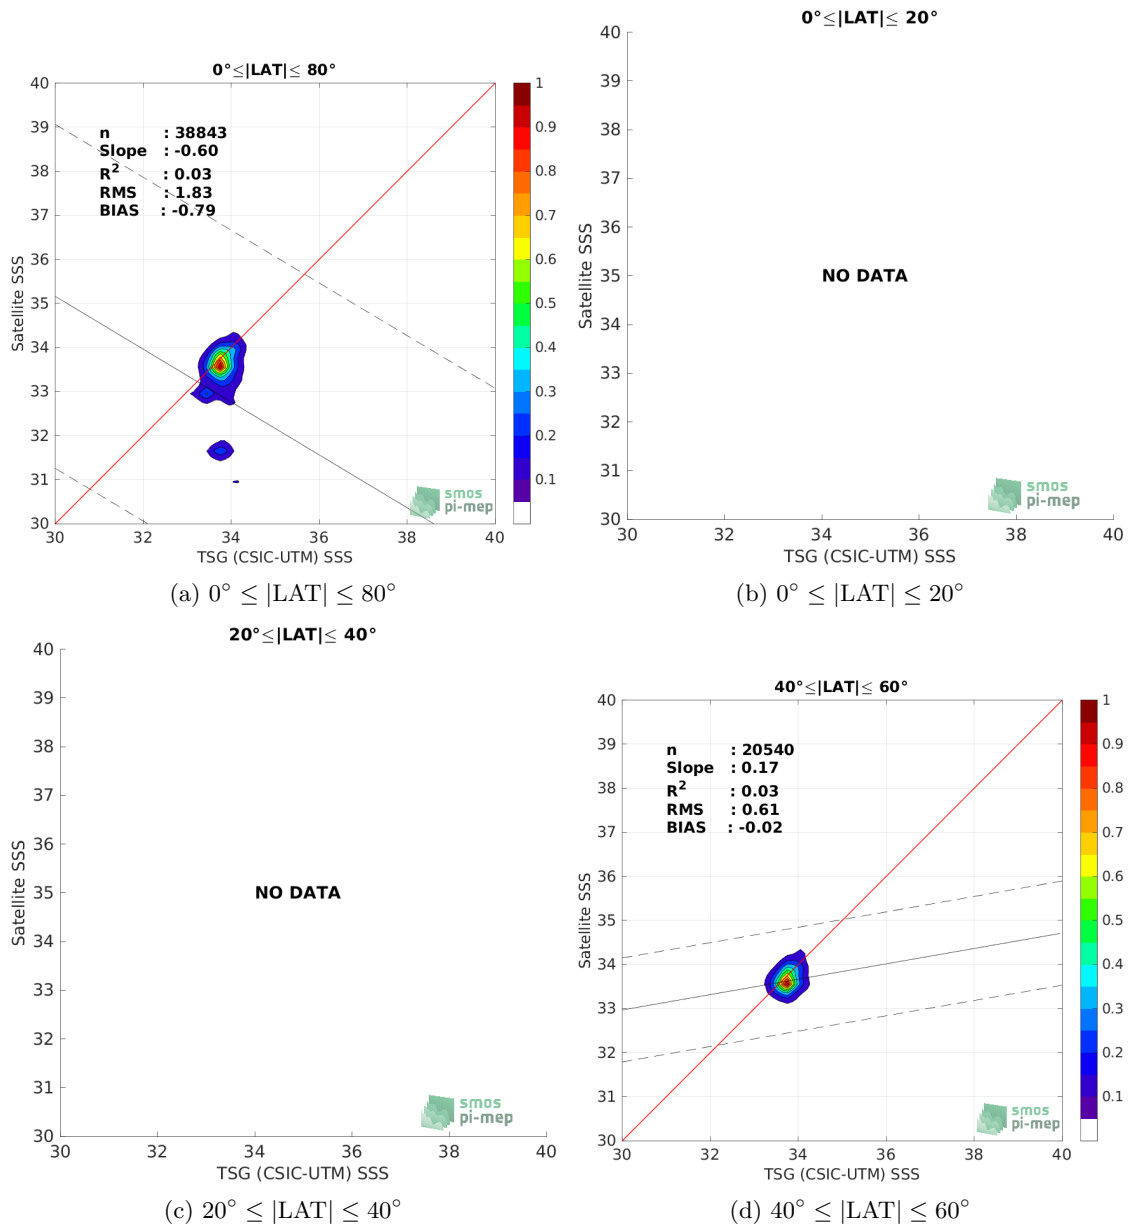 0°≤|LAT|≤ 80°
40
39
38
37
36
35
34
33
32
31
30
Satellite SSS
n : 38843
Slope : -0.60
R² : 0.03
RMS : 1.83
BIAS : -0.79
smos
pi-mep
30 32 34 36 38 40
TSG (CSIC-UTM) SSS
1
0.9
0.8
0.7
0.6
0.5
0.4
0.3
0.2
0.1
(a) 0° ≤ |LAT| ≤ 80°
0°≤|LAT|≤ 20°
40
39
38
37
36
35
34
33
32
31
30
Satellite SSS
NO DATA
smos
pi-mep
30 32 34 36 38 40
TSG (CSIC-UTM) SSS
(b) 0° ≤ |LAT| ≤ 20°
20°≤|LAT|≤ 40°
40
39
38
37
36
35
34
33
32
31
30
Satellite SSS
NO DATA
smos
pi-mep
30 32 34 36 38 40
TSG (CSIC-UTM) SSS
(c) 20° ≤ |LAT| ≤ 40°
40°≤|LAT|≤ 60°
40
39
38
37
36
35
34
33
32
31
30
Satellite SSS
n : 20540
Slope : 0.17
R² : 0.03
RMS : 0.61
BIAS : -0.02
smos
pi-mep
30 32 34 36 38 40
TSG (CSIC-UTM) SSS
1
0.9
0.8
0.7
0.6
0.5
0.4
0.3
0.2
0.1
(d) 40° ≤ |LAT| ≤ 60°